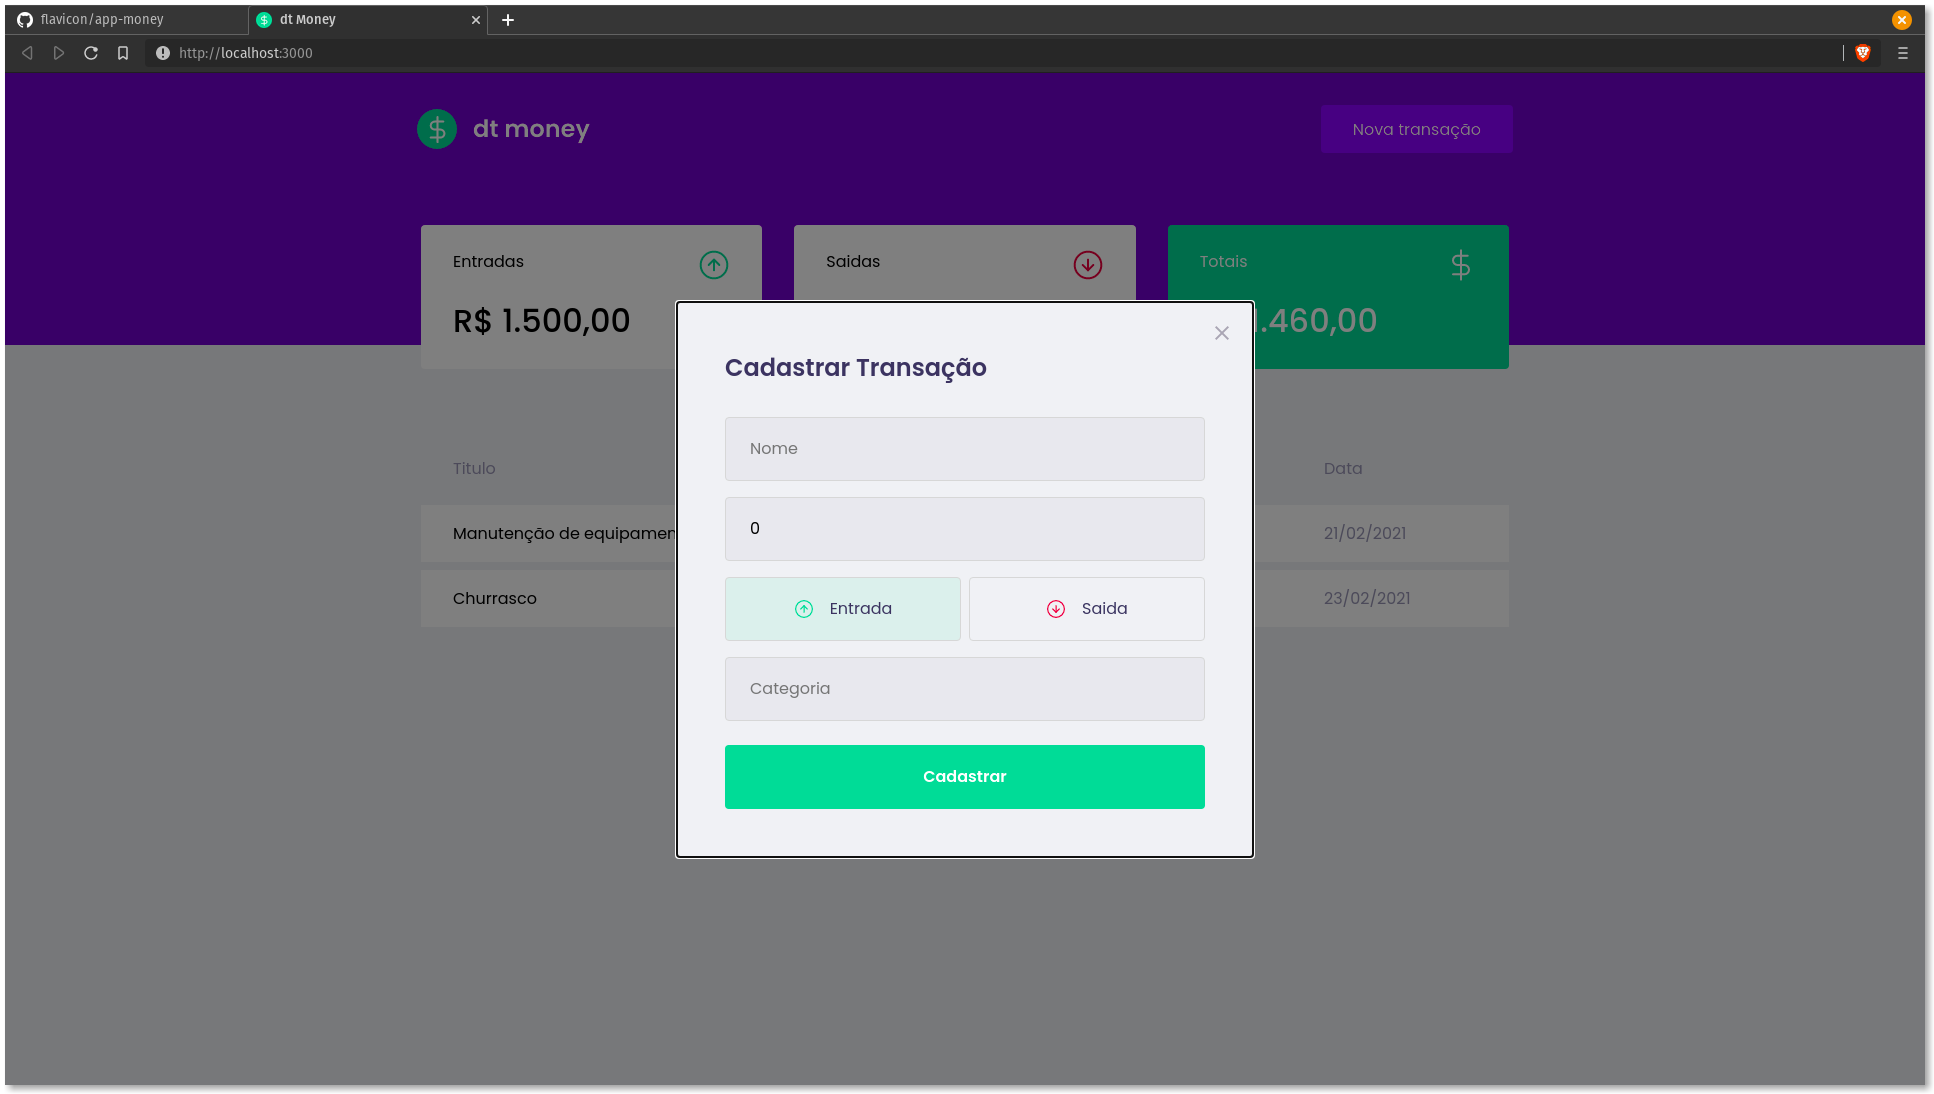 flavicon/app-money
dt Money
http://localhost:3000
dt money
Nova transação
Entradas
Saidas
Totais
R$ 1.500,00
1.460,00
Cadastrar Transação
Nome
Titulo
Data
0
Manutenção de equipamen
21/02/2021
Churrasco
23/02/2021
Entrada
Saida
Categoria
Cadastrar